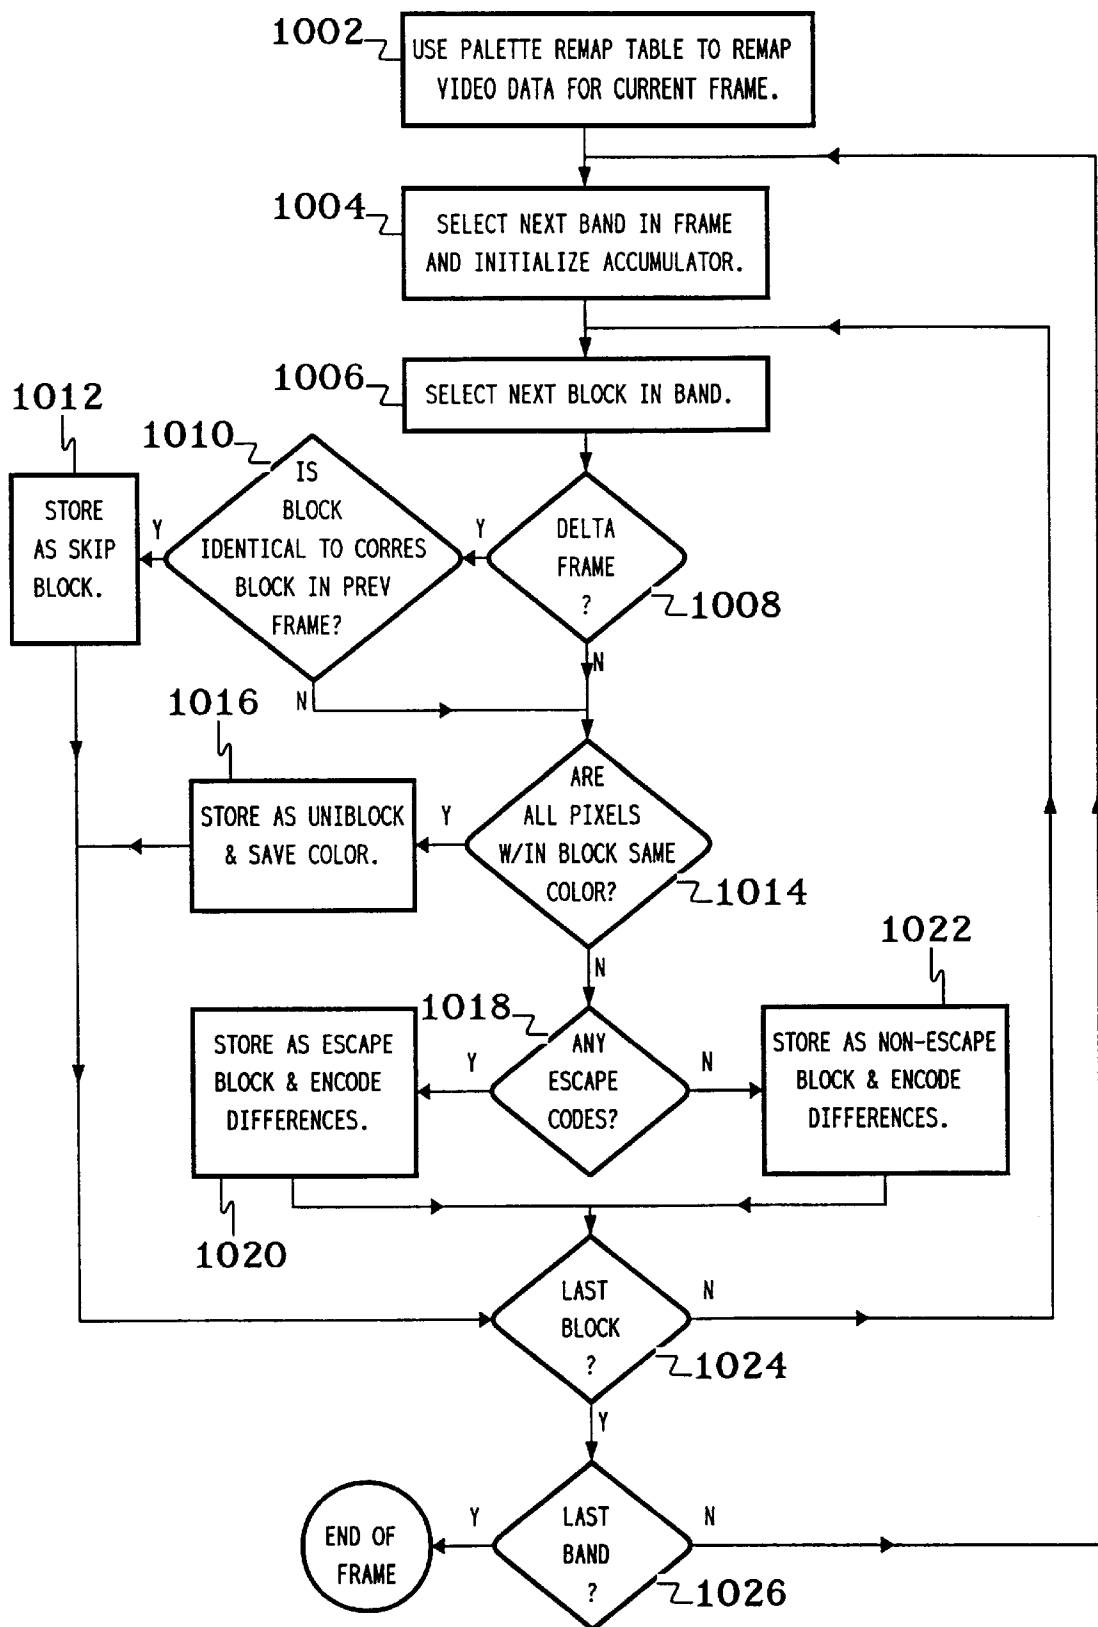 1002
USE PALETTE REMAP TABLE TO REMAP
VIDEO DATA FOR CURRENT FRAME.
1004
SELECT NEXT BAND IN FRAME
AND INITIALIZE ACCUMULATOR.
1006
SELECT NEXT BLOCK IN BAND.
1012
STORE
AS SKIP
BLOCK.
Y
1010
IS
BLOCK
IDENTICAL TO CORRES
BLOCK IN PREV
FRAME?
N
Y
DELTA
FRAME
?
1008
N
1016
STORE AS UNIBLOCK
& SAVE COLOR.
Y
ARE
ALL PIXELS
W/IN BLOCK SAME
COLOR?
1014
N
1018
ANY
ESCAPE
CODES?
Y
N
STORE AS ESCAPE
BLOCK & ENCODE
DIFFERENCES.
1020
1022
STORE AS NON-ESCAPE
BLOCK & ENCODE
DIFFERENCES.
LAST
BLOCK
?
N
1024
Y
LAST
BAND
?
Y
N
1026
END OF
FRAME